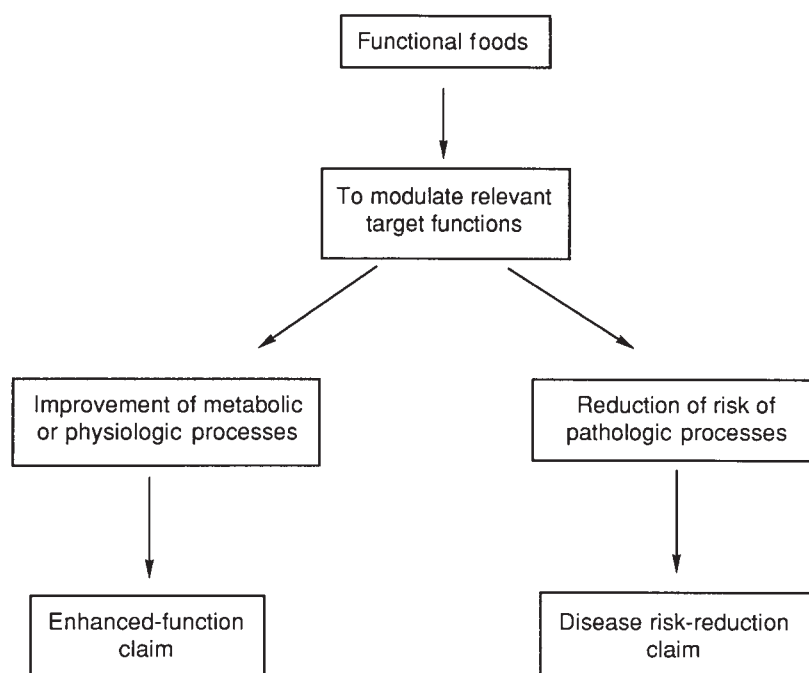 Functional foods
To modulate relevant
target functions
Improvement of metabolic
or physiologic processes
Reduction of risk of
pathologic processes
Enhanced-function
claim
Disease risk-reduction
claim